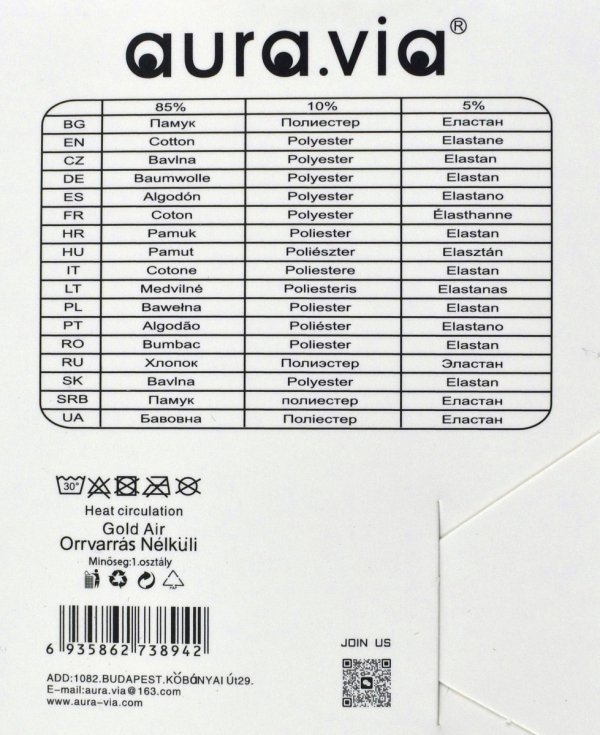 aura.via®
85% 10% 5%
BG Памук Полиестер Еластан
EN Cotton Polyester Elastane
CZ Bavlna Polyester Elastan
DE Baumwolle Polyester Elastan
ES Algodón Polyester Elastano
FR Coton Polyester Élasthanne
HR Pamuk Poliester Elastan
HU Pamut Poliészter Elasztán
IT Cotone Poliestere Elastan
LT Medvilnė Poliesteris Elastanas
PL Bawełna Poliester Elastan
PT Algodão Poliéster Elastano
RO Bumbac Poliester Elastan
RU Хлопок Полиэстер Эластан
SK Bavlna Polyester Elastan
SRB Памук полиестер Еластан
UA Бавовна Поліестер Еластан
30°
Heat circulation
Gold Air
Orrvarrás Nélküli
Minőseg:1.osztály
6 935862 738942
JOIN US
ADD:1082.BUDAPEST.KŐBÁNYAI Út29.
E-mail:aura.via@163.com
www.aura-via.com